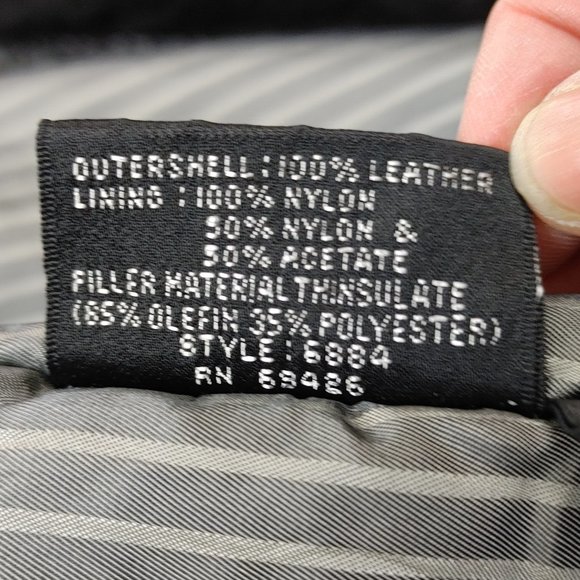 OUTERSHELL:100% LEATHER
LINING :100% NYLON
50% NYLON &
50% ACETATE
FILLER MATERIAL THINSULATE
(65% OLEFIN 35% POLYESTER)
STYLE: 6884
RN 69426